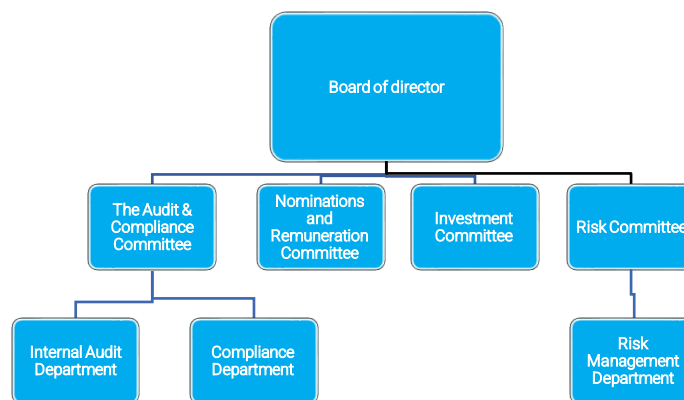 Board of director
The Audit &
Compliance
Committee
Nominations
and
Remuneration
Committee
Investment
Committee
Risk Committee
Internal Audit
Department
Compliance
Department
Risk
Management
Department